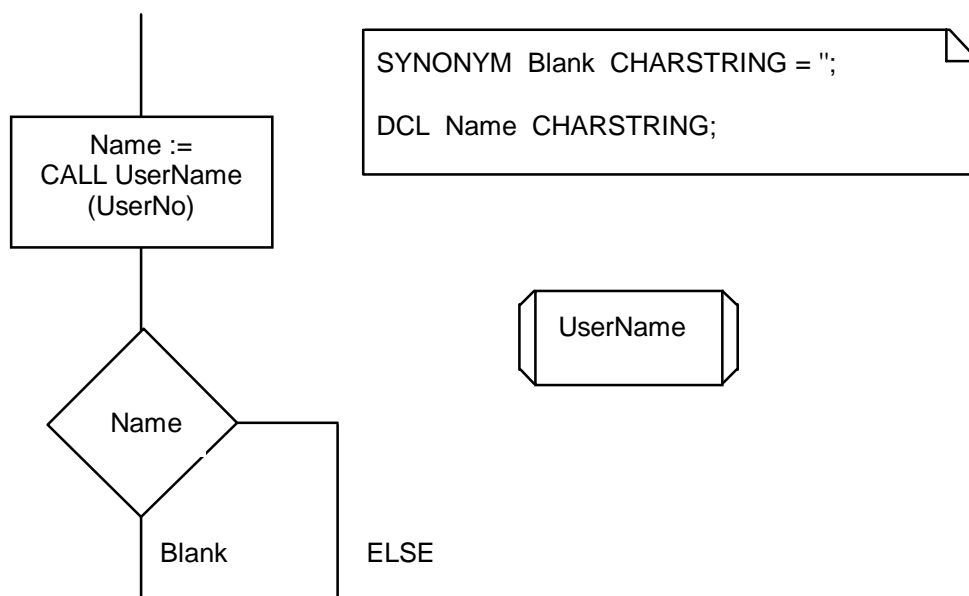 SYNONYM Blank CHARSTRING = '';
DCL Name CHARSTRING;
Name :=
CALL UserName
(UserNo)
UserName
Name
Blank
ELSE